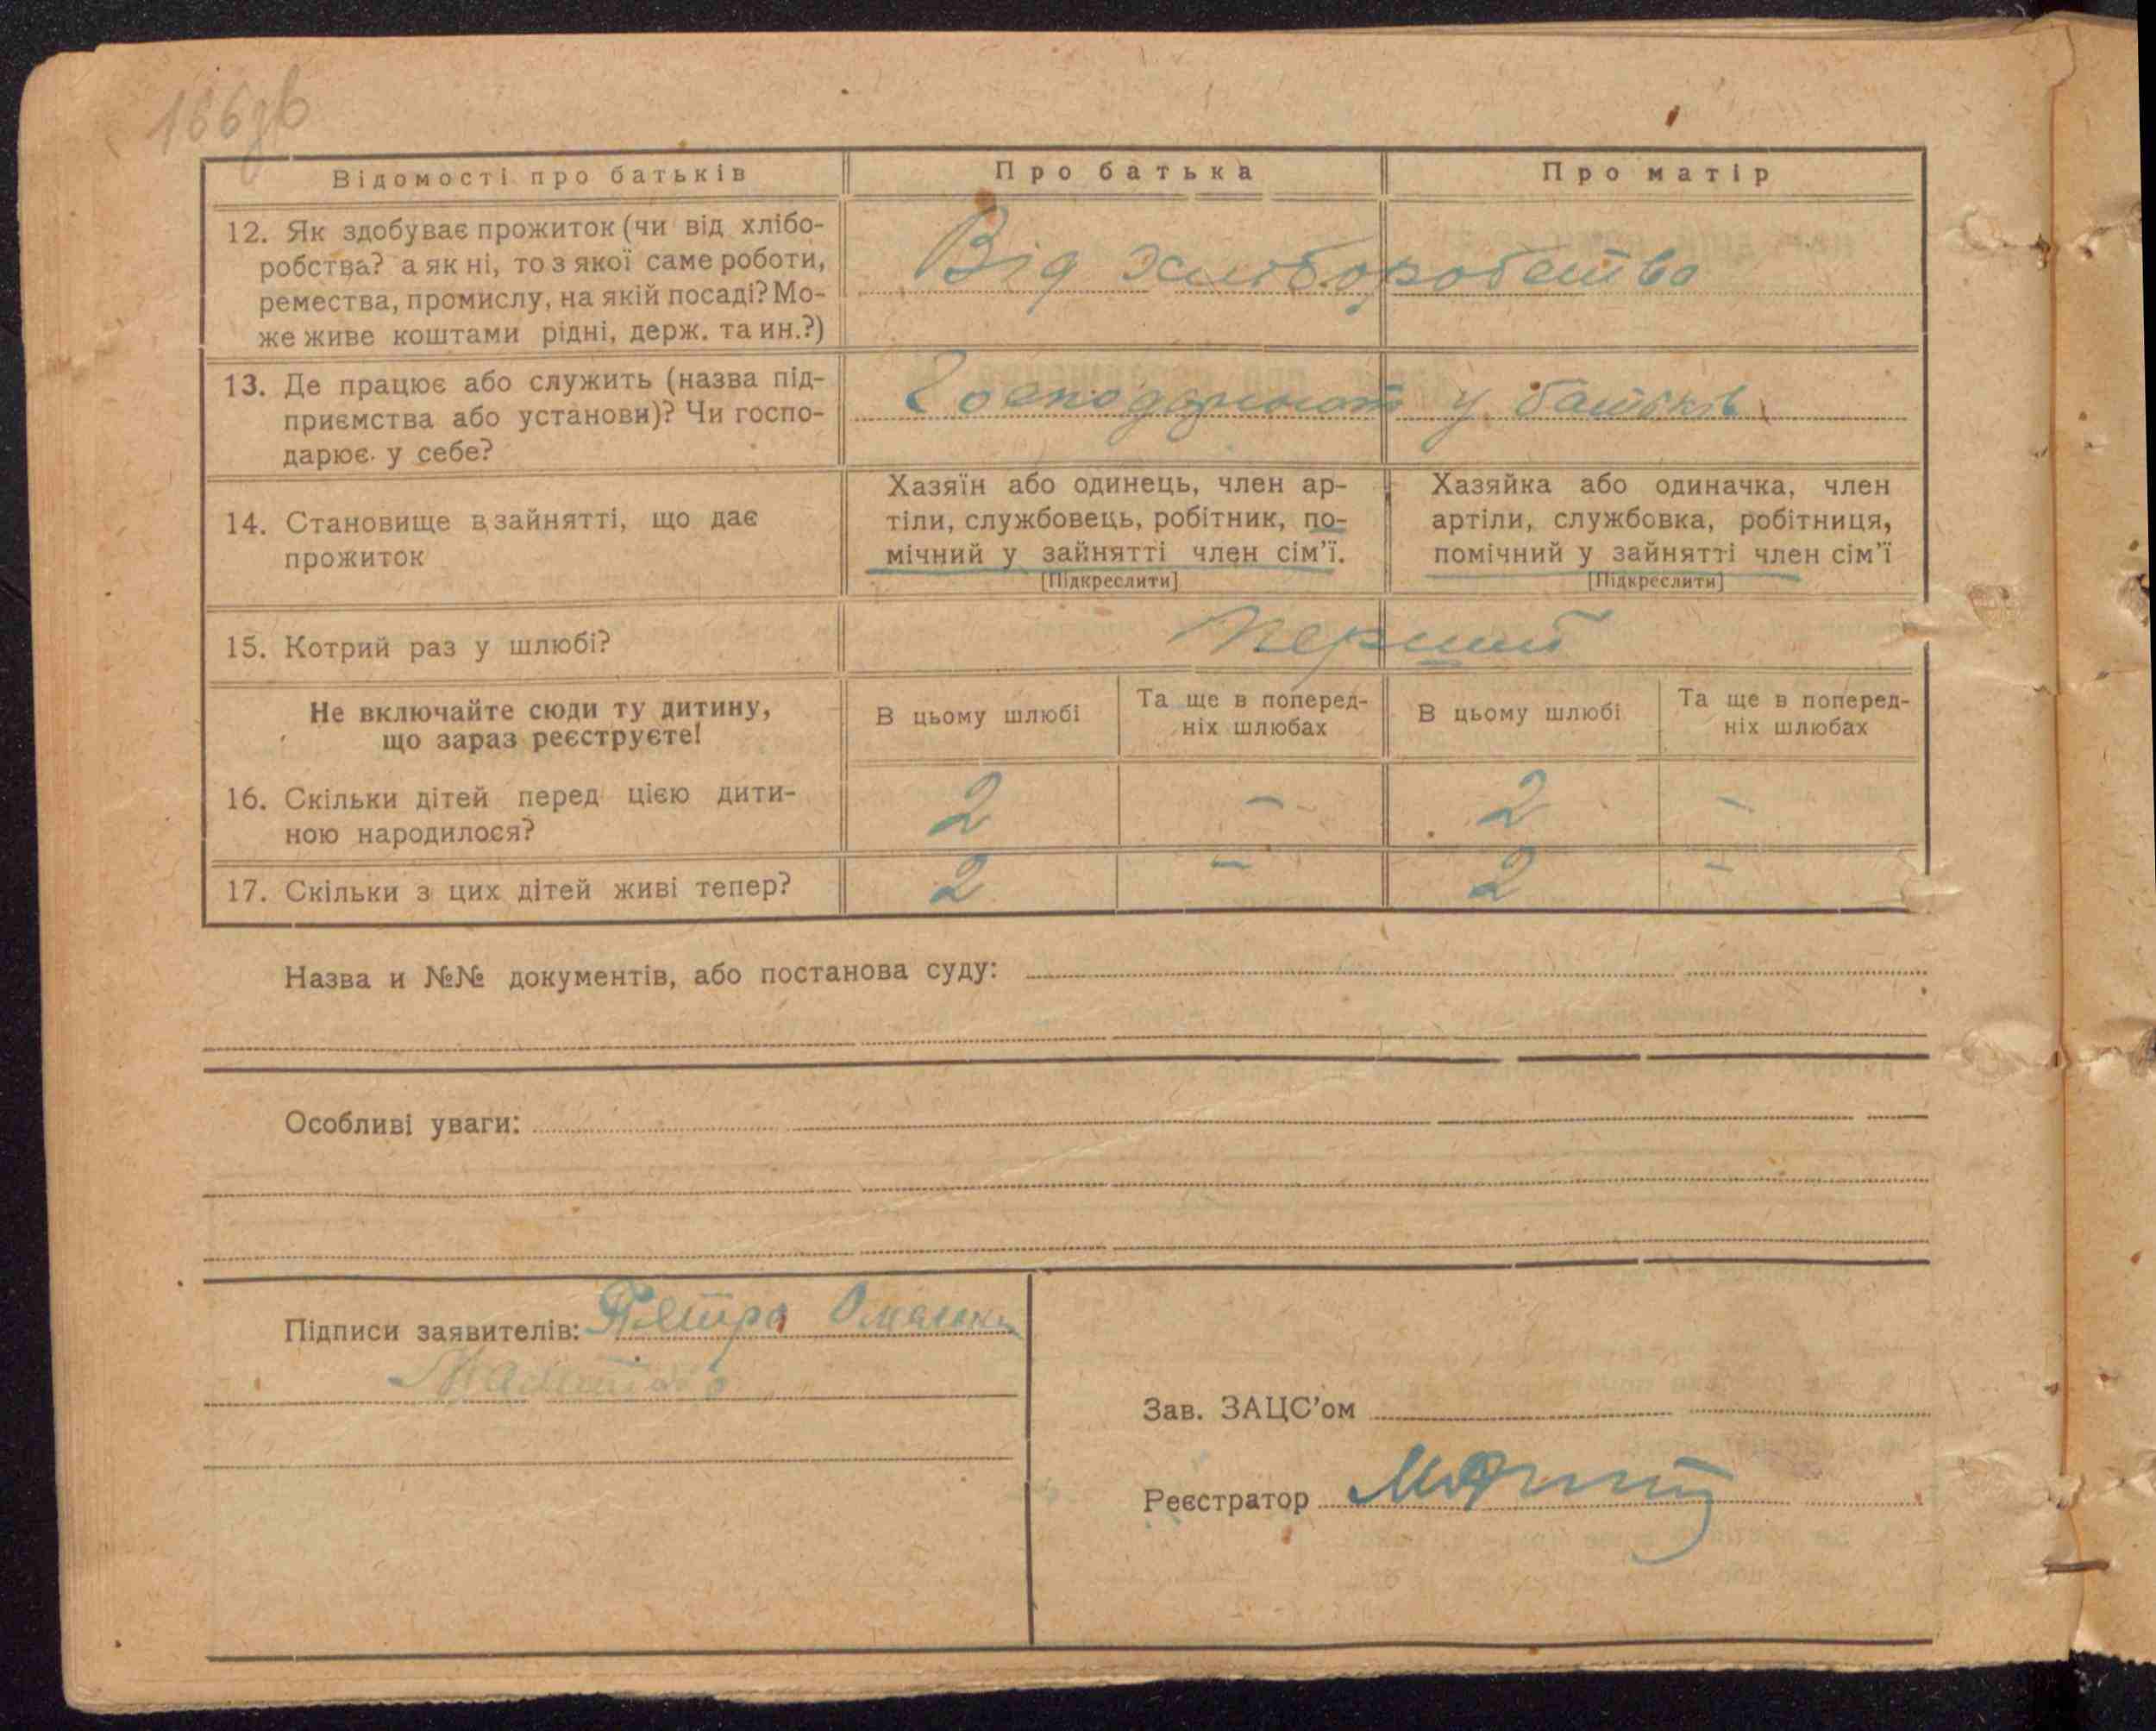 166зв
Відомості про батьків
Про батька
Про матір
12. Як здобуває прожиток (чи від хлібо-
робства? а як ні, то з якої саме роботи,
ремества, промислу, на якій посаді? Мо-
же живе коштами рідні, держ. та ин.?)
Від хліборобства
13. Де працює або служить (назва під-
приємства або установи)? Чи госпо-
дарює у себе?
Господарюют у батьків
14. Становище в зайнятті, що дає
прожиток
Хазяїн або одинець, член ар-
тіли, службовець, робітник, по-
мічний у зайнятті член сім'ї.
[Підкреслити]
Хазяйка або одиначка, член
артіли, службовка, робітниця,
помічний у зайнятті член сім'ї
[Підкреслити]
15. Котрий раз у шлюбі?
Перший
Не включайте сюди ту дитину,
що зараз реєструєте!
В цьому шлюбі
Та ще в поперед-
ніх шлюбах
В цьому шлюбі
Та ще в поперед-
ніх шлюбах
16. Скільки дітей перед цією дити-
ною народилося?
2 – 2 –
17. Скільки з цих дітей живі тепер?
2 – 2 –
Назва и №№ документів, або постанова суду:
Особливі уваги:
Підписи заявителів: Петро
Зав. ЗАЦС'ом
Реєстратор